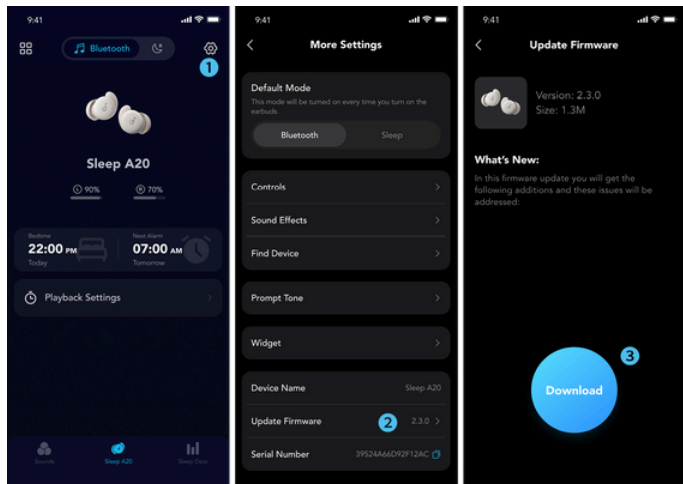 9:41
Bluetooth
1
Sleep A20
L 90%
R 70%
Bedtime
22:00 PM
Today
Next Alarm
07:00 AM
Tomorrow
Playback Settings
Sounds
Sleep A20
Sleep Data
9:41
More Settings
Default Mode
This mode will be turned on every time you turn on the
earbuds.
Bluetooth
Sleep
Controls
Sound Effects
Find Device
Prompt Tone
Widget
Device Name
Sleep A20
Update Firmware
2
2.3.0
Serial Number
39524A66D92F12AC
9:41
Update Firmware
Version: 2.3.0
Size: 1.3M
What's New:
In this firmware update you will get the
following additions and these issues will be
addressed:
3
Download